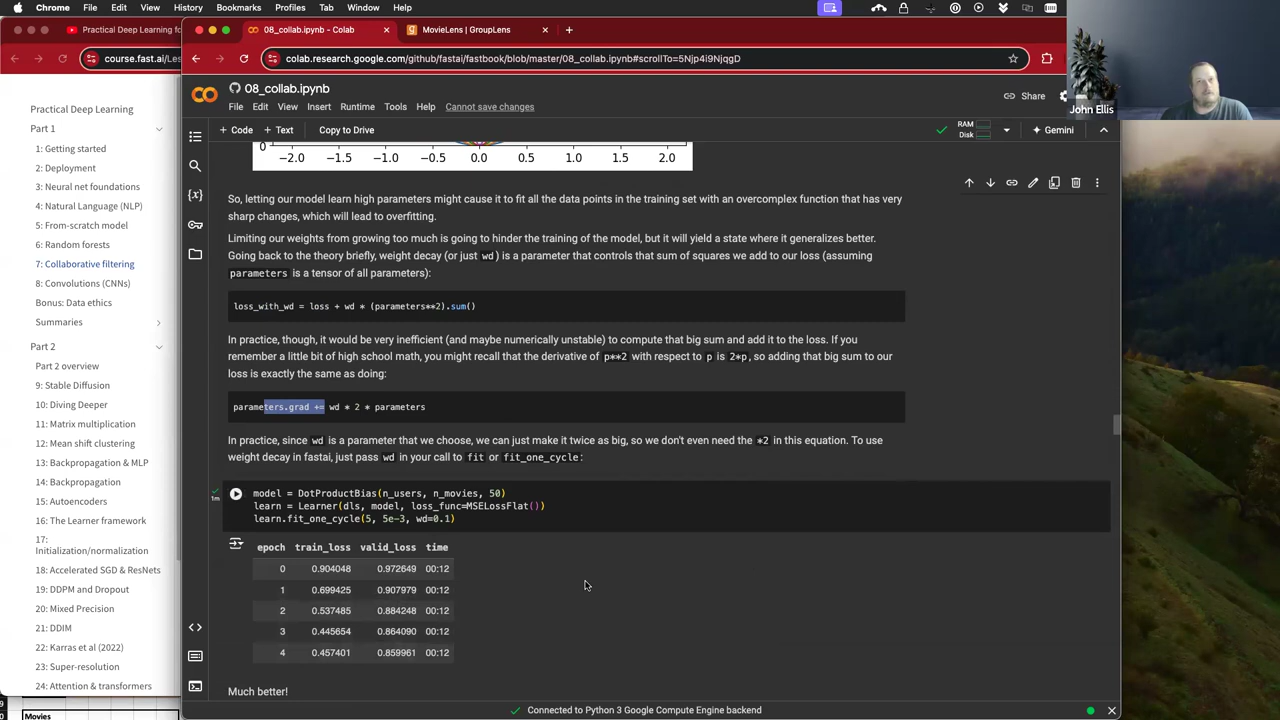 Chrome File Edit View History Bookmarks Profiles Tab Window Help
Practical Deep Learning fo
08_collab.ipynb - Colab
MovieLens | GroupLens
course.fast.ai/Les
colab.research.google.com/github/fastai/fastbook/blob/master/08_collab.ipynb#scrollTo=5Njp4i9NjqgD
John Ellis
08_collab.ipynb
File Edit View Insert Runtime Tools Help Cannot save changes
Share
+ Code + Text Copy to Drive
RAM
Disk
Gemini
Practical Deep Learning
Part 1
1: Getting started
2: Deployment
3: Neural net foundations
4: Natural Language (NLP)
5: From-scratch model
6: Random forests
7: Collaborative filtering
8: Convolutions (CNNs)
Bonus: Data ethics
Summaries
Part 2
Part 2 overview
9: Stable Diffusion
10: Diving Deeper
11: Matrix multiplication
12: Mean shift clustering
13: Backpropagation & MLP
14: Backpropagation
15: Autoencoders
16: The Learner framework
17:
Initialization/normalization
18: Accelerated SGD & ResNets
19: DDPM and Dropout
20: Mixed Precision
21: DDIM
22: Karras et al (2022)
23: Super-resolution
24: Attention & transformers
Movies
0
−2.0 −1.5 −1.0 −0.5 0.0 0.5 1.0 1.5 2.0
So, letting our model learn high parameters might cause it to fit all the data points in the training set with an overcomplex function that has very
sharp changes, which will lead to overfitting.
Limiting our weights from growing too much is going to hinder the training of the model, but it will yield a state where it generalizes better.
Going back to the theory briefly, weight decay (or just wd) is a parameter that controls that sum of squares we add to our loss (assuming
parameters is a tensor of all parameters):
loss_with_wd = loss + wd * (parameters**2).sum()
In practice, though, it would be very inefficient (and maybe numerically unstable) to compute that big sum and add it to the loss. If you
remember a little bit of high school math, you might recall that the derivative of p**2 with respect to p is 2*p, so adding that big sum to our
loss is exactly the same as doing:
parameters.grad += wd * 2 * parameters
In practice, since wd is a parameter that we choose, we can just make it twice as big, so we don't even need the *2 in this equation. To use
weight decay in fastai, just pass wd in your call to fit or fit_one_cycle:
1m
model = DotProductBias(n_users, n_movies, 50)
learn = Learner(dls, model, loss_func=MSELossFlat())
learn.fit_one_cycle(5, 5e-3, wd=0.1)
epoch train_loss valid_loss time
0 0.904048 0.972649 00:12
1 0.699425 0.907979 00:12
2 0.537485 0.884248 00:12
3 0.445654 0.864090 00:12
4 0.457401 0.859961 00:12
Much better!
Connected to Python 3 Google Compute Engine backend